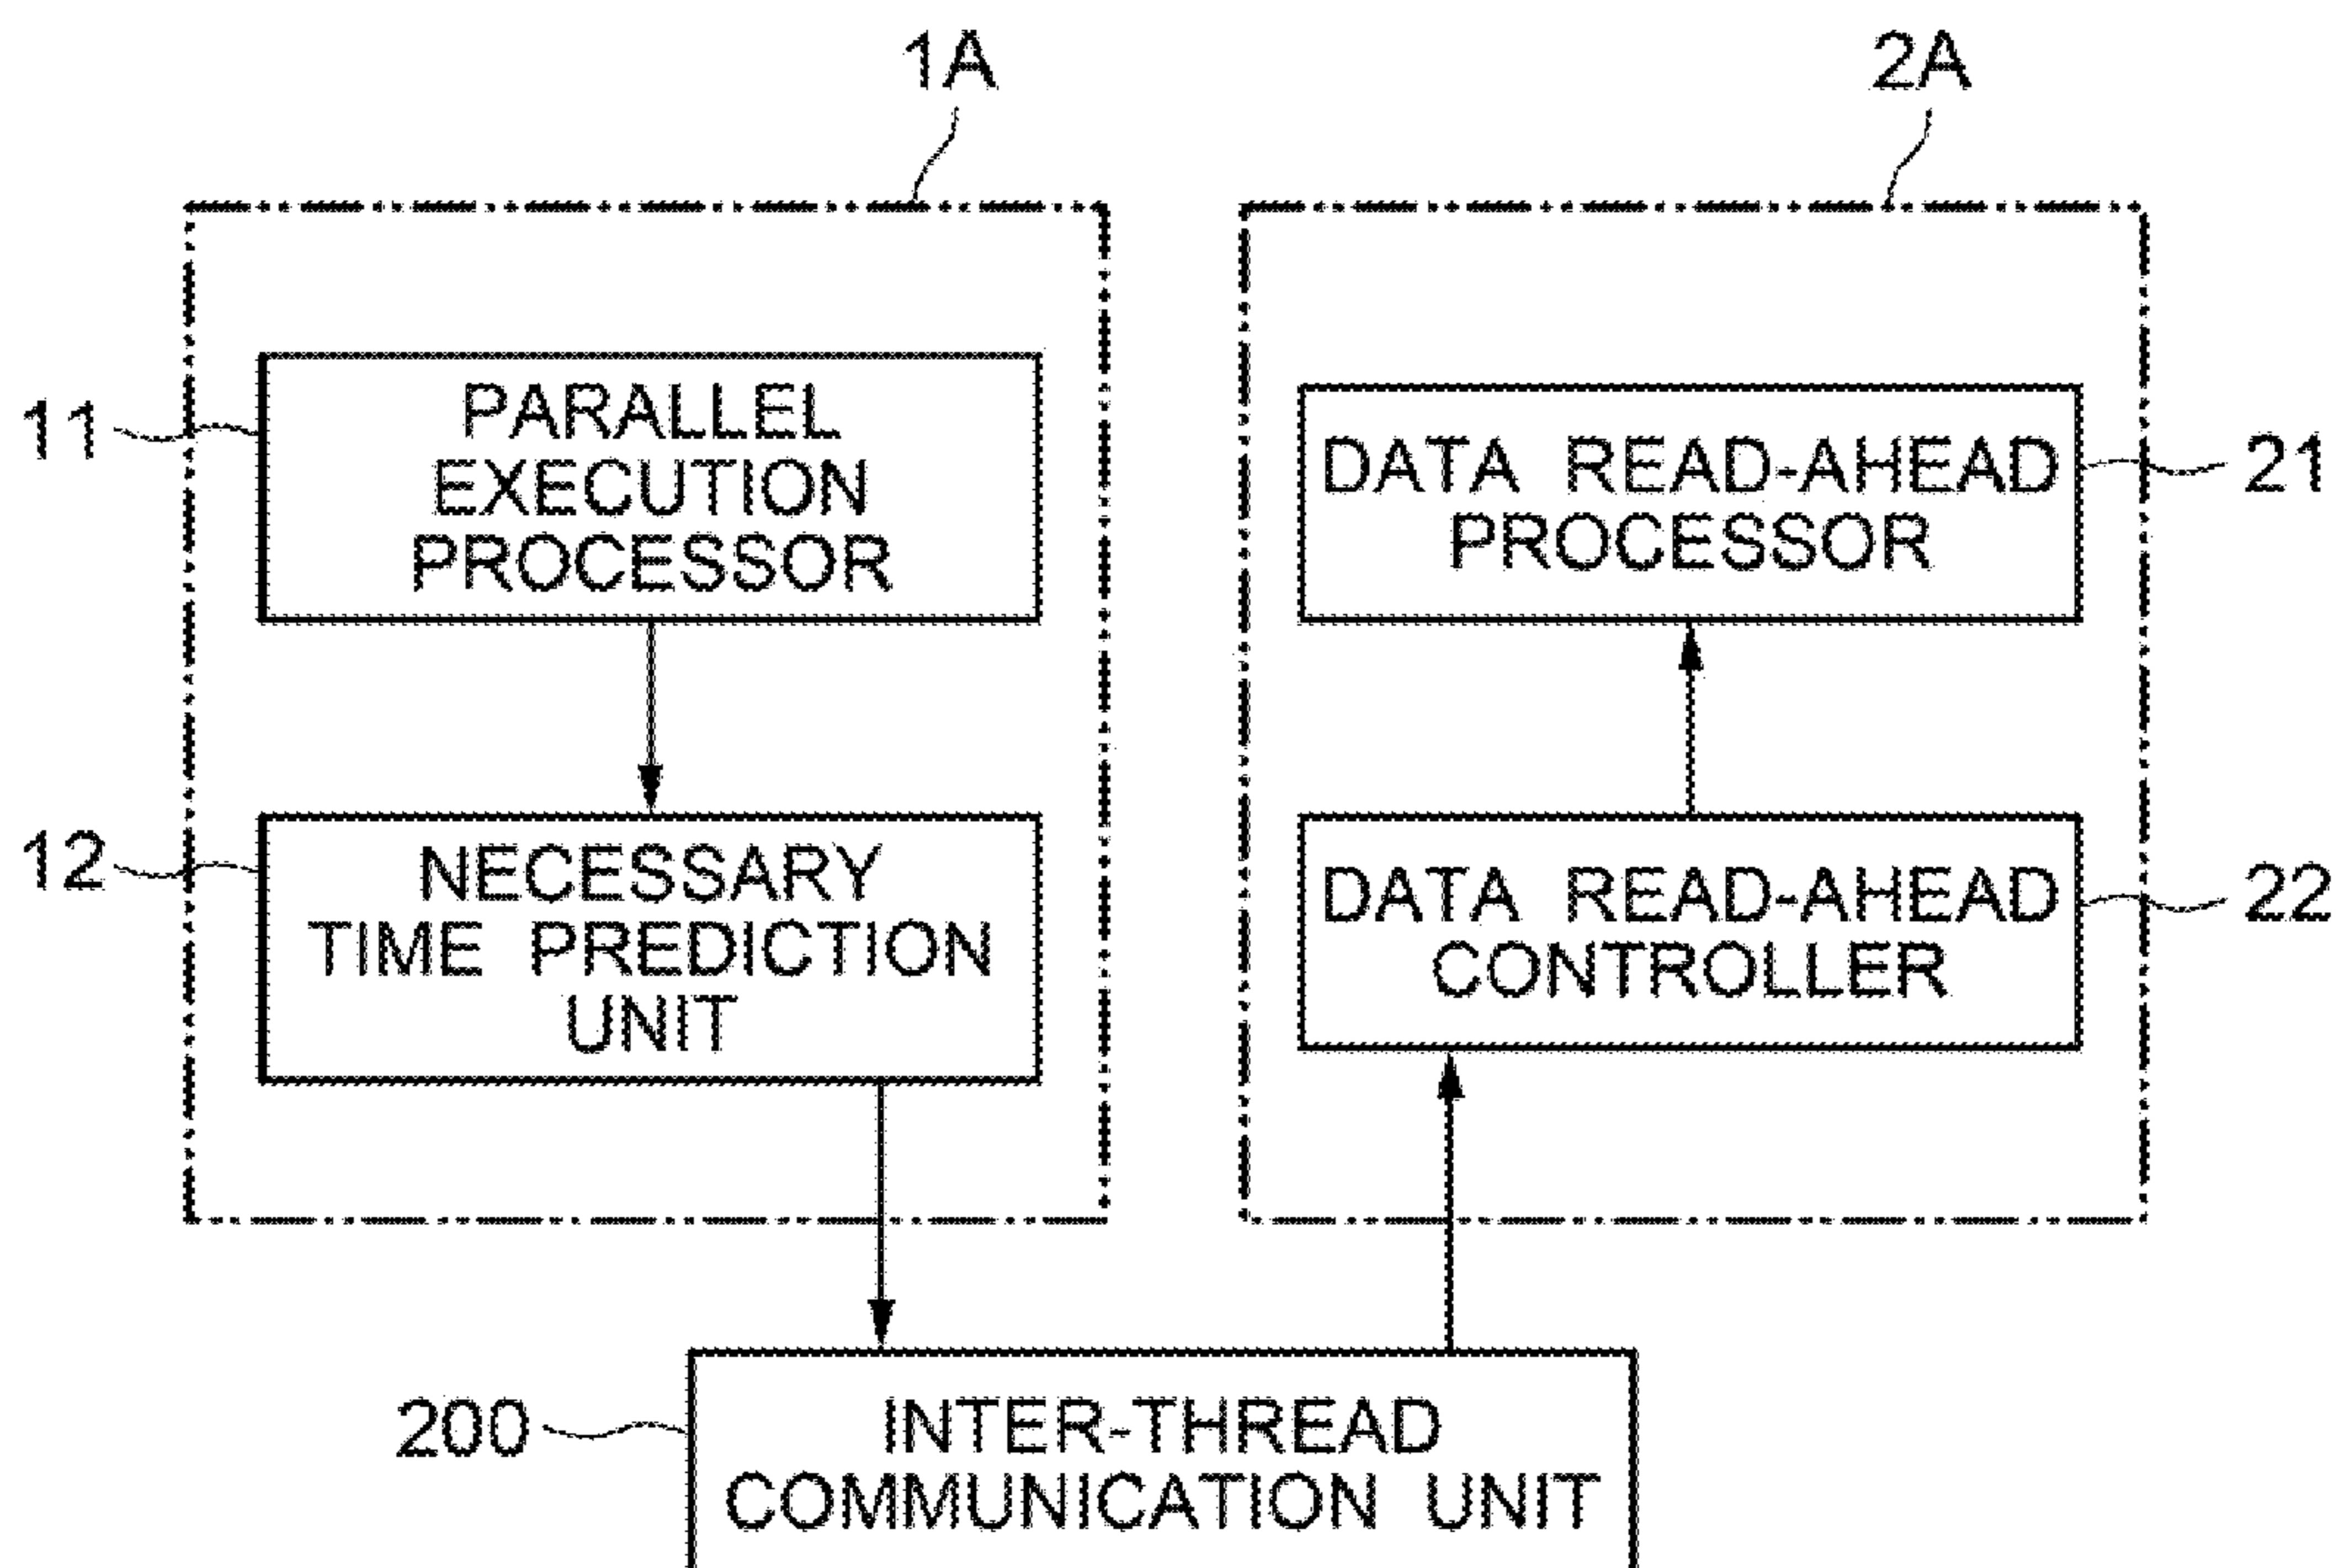 1A
2A
11
PARALLEL
EXECUTION
PROCESSOR
12
NECESSARY
TIME PREDICTION
UNIT
DATA READ-AHEAD
PROCESSOR
21
DATA READ-AHEAD
CONTROLLER
22
200
INTER-THREAD
COMMUNICATION UNIT